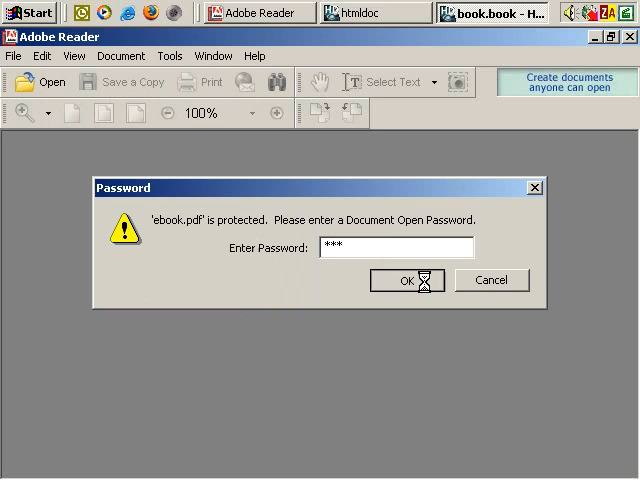 Start
Adobe Reader
htmldoc
book.book - H...
ZA
Adobe Reader
File Edit View Document Tools Window Help
Open Save a Copy Print Select Text
Create documents
anyone can open
100%
Password
'ebook.pdf' is protected. Please enter a Document Open Password.
Enter Password: ***
OK Cancel